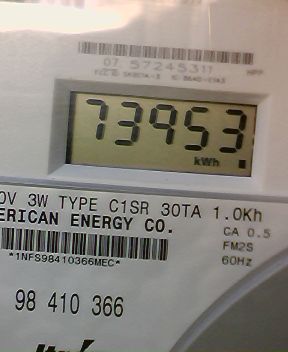 07 57245311
73953
kWh
0V 3W TYPE C1SR 30TA 1.0Kh
ERICAN ENERGY CO.
CA 0.5
FM2S
*1NFS98410366MEC*
60Hz
98 410 366